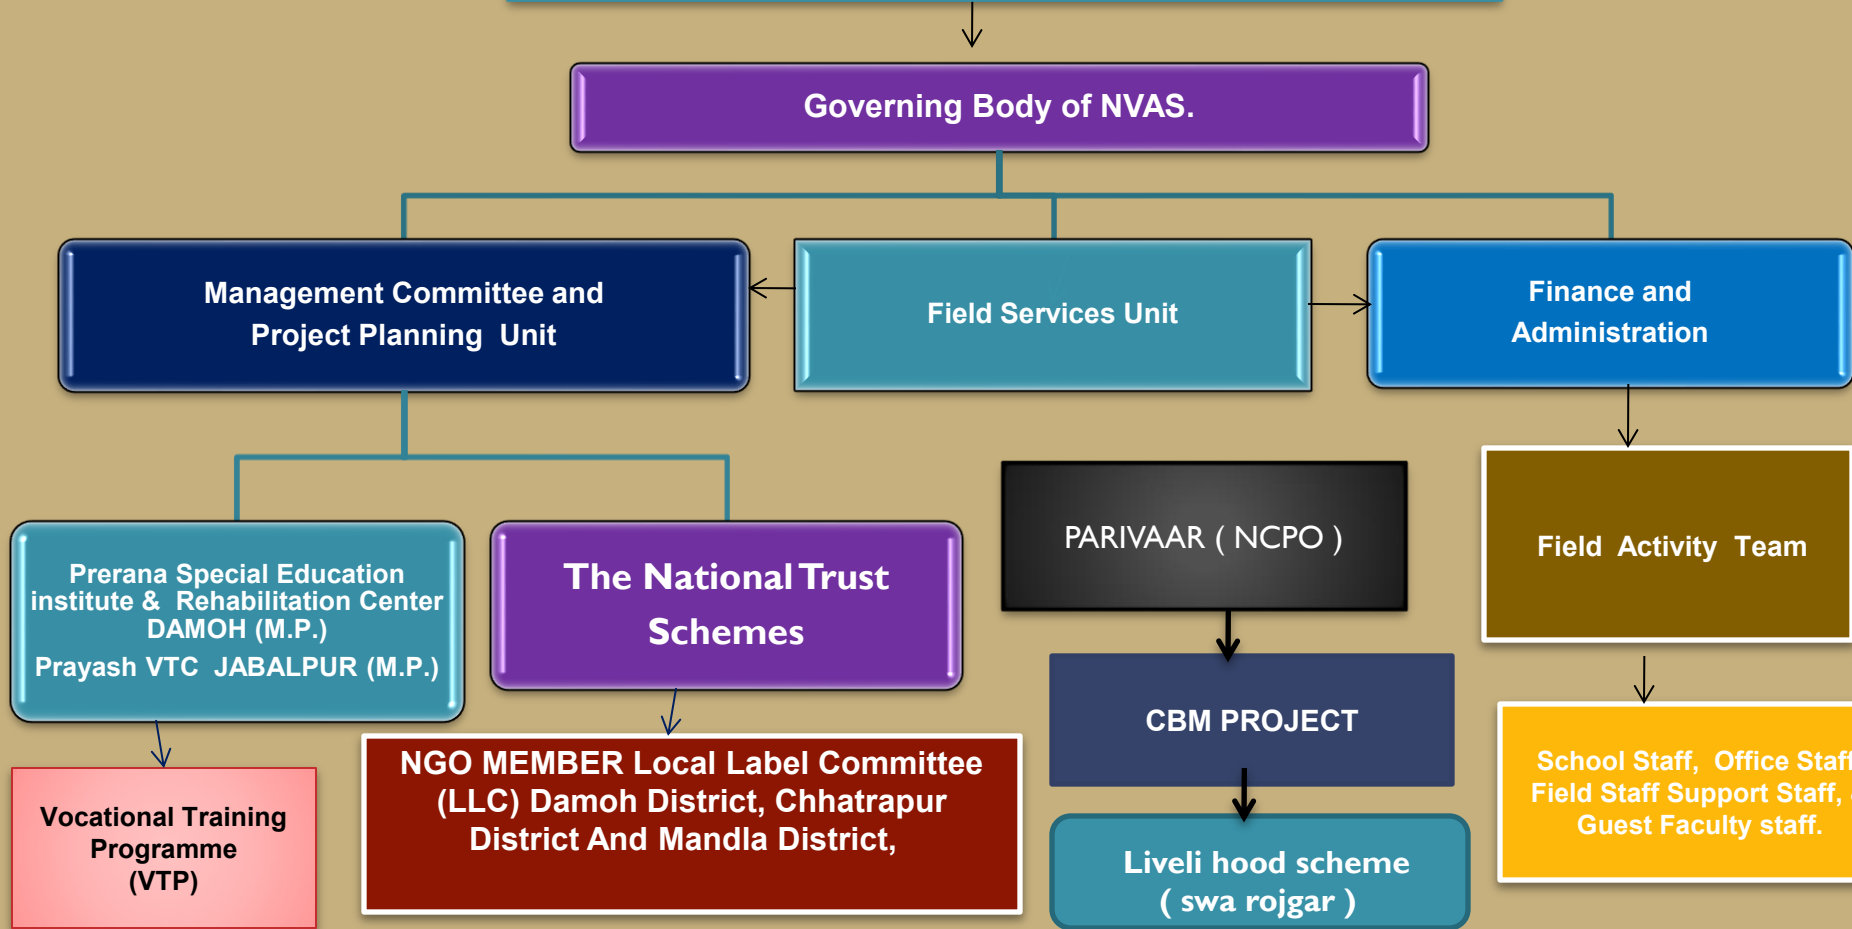 Governing Body of NVAS.
Management Committee and
Project Planning Unit
Field Services Unit
Finance and
Administration
Prerana Special Education
institute & Rehabilitation Center
DAMOH (M.P.)
Prayash VTC JABALPUR (M.P.)
The National Trust
Schemes
PARIVAAR ( NCPO )
Field Activity Team
CBM PROJECT
Vocational Training
Programme
(VTP)
NGO MEMBER Local Label Committee
(LLC) Damoh District, Chhatrapur
District And Mandla District,
Liveli hood scheme
( swa rojgar )
School Staff, Office Staff
Field Staff Support Staff,
Guest Faculty staff.